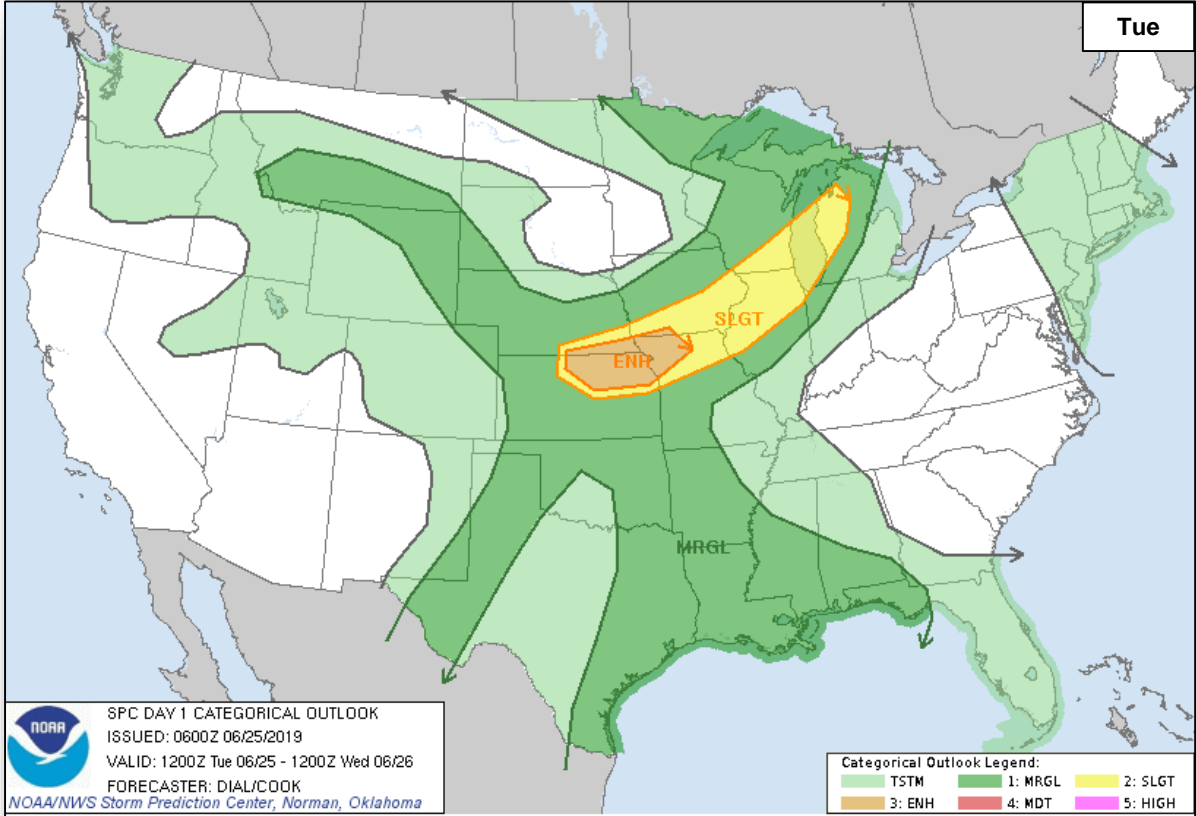 Tue
SLGT
ENH
MRGL
NOAA
SPC DAY 1 CATEGORICAL OUTLOOK
ISSUED: 0600Z 06/25/2019
VALID: 1200Z Tue 06/25 - 1200Z Wed 06/26
FORECASTER: DIAL/COOK
NOAA/NWS Storm Prediction Center, Norman, Oklahoma
Categorical Outlook Legend:
TSTM 1: MRGL 2: SLGT
3: ENH 4: MDT 5: HIGH